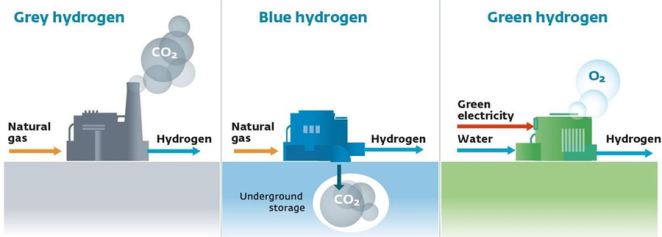 Grey hydrogen
CO₂
Natural
gas
Hydrogen
Blue hydrogen
Natural
gas
Hydrogen
Underground
storage
CO₂
Green hydrogen
O₂
Green
electricity
Water
Hydrogen